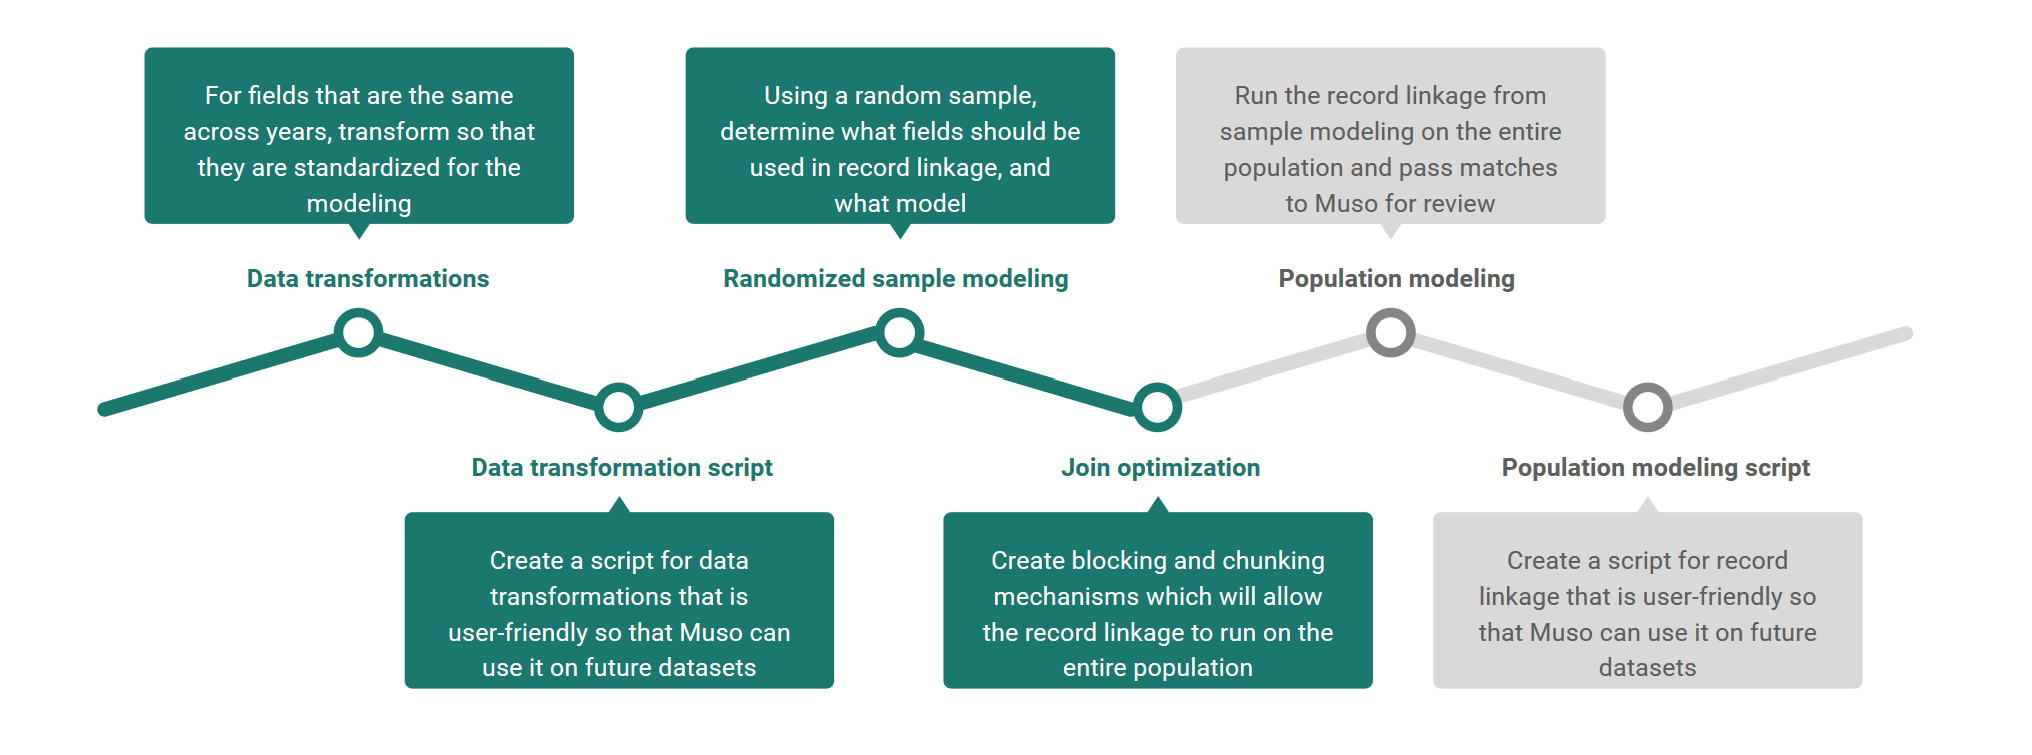 For fields that are the same
across years, transform so that
they are standardized for the
modeling
Data transformations
Create a script for data
transformations that is
user-friendly so that Muso can
use it on future datasets
Data transformation script
Using a random sample,
determine what fields should be
used in record linkage, and
what model
Randomized sample modeling
Create blocking and chunking
mechanisms which will allow
the record linkage to run on the
entire population
Join optimization
Run the record linkage from
sample modeling on the entire
population and pass matches
to Muso for review
Population modeling
Population modeling script
Create a script for record
linkage that is user-friendly so
that Muso can use it on future
datasets